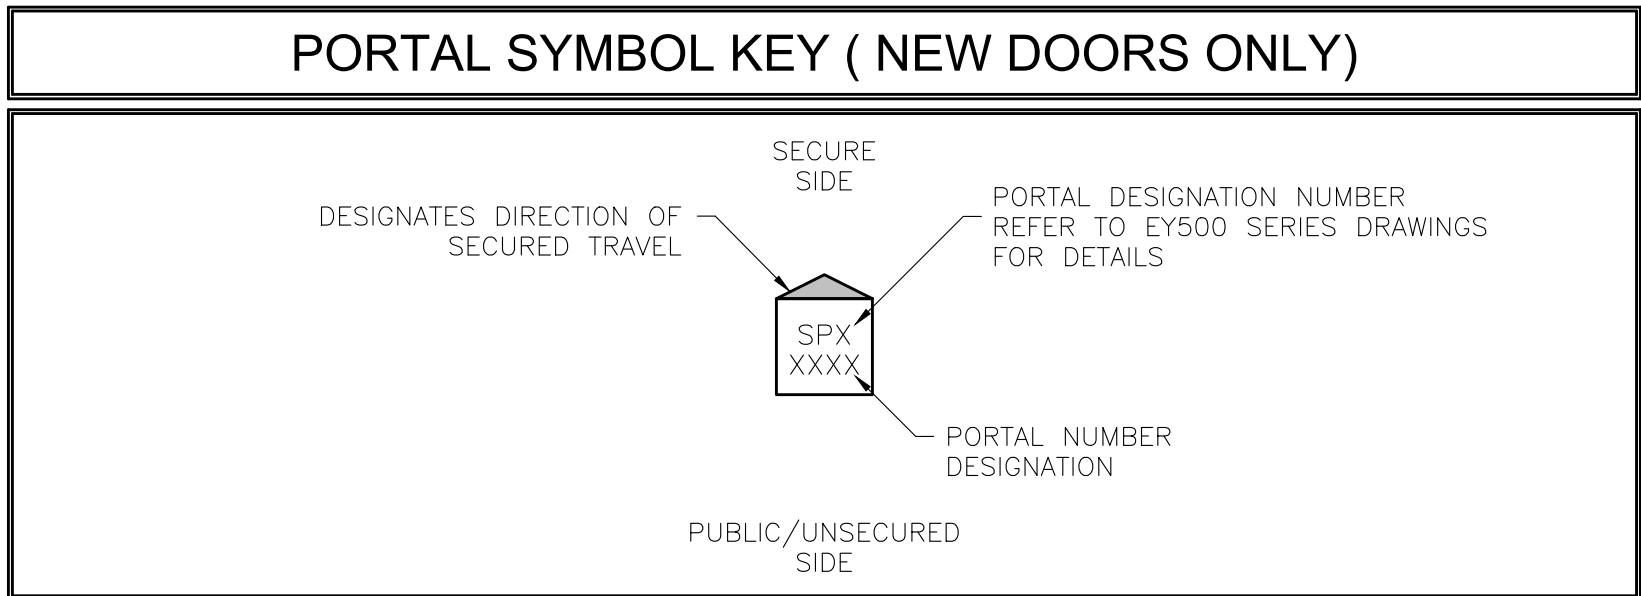 PORTAL SYMBOL KEY ( NEW DOORS ONLY)
SECURE
SIDE
DESIGNATES DIRECTION OF
SECURED TRAVEL
PORTAL DESIGNATION NUMBER
REFER TO EY500 SERIES DRAWINGS
FOR DETAILS
SPX
XXXX
PORTAL NUMBER
DESIGNATION
PUBLIC/UNSECURED
SIDE